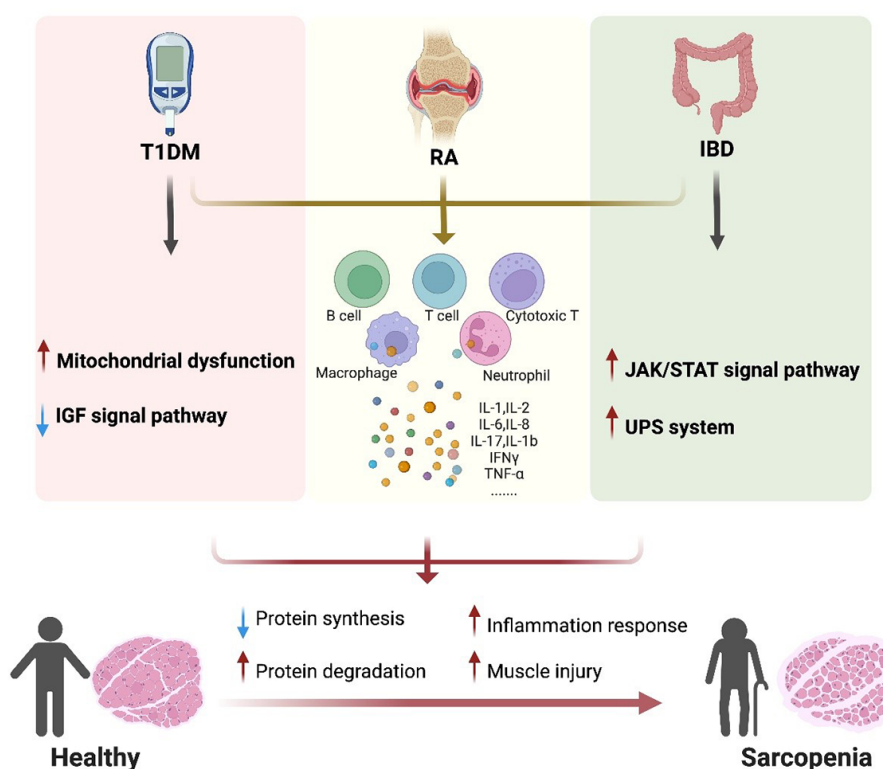 T1DM
RA
IBD
B cell
T cell
Cytotoxic T
Macrophage
Neutrophil
Mitochondrial dysfunction
IGF signal pathway
IL-1,IL-2
IL-6,IL-8
IL-17,IL-1b
IFNγ
TNF-α
.......
JAK/STAT signal pathway
UPS system
Protein synthesis
Inflammation response
Protein degradation
Muscle injury
Healthy
Sarcopenia